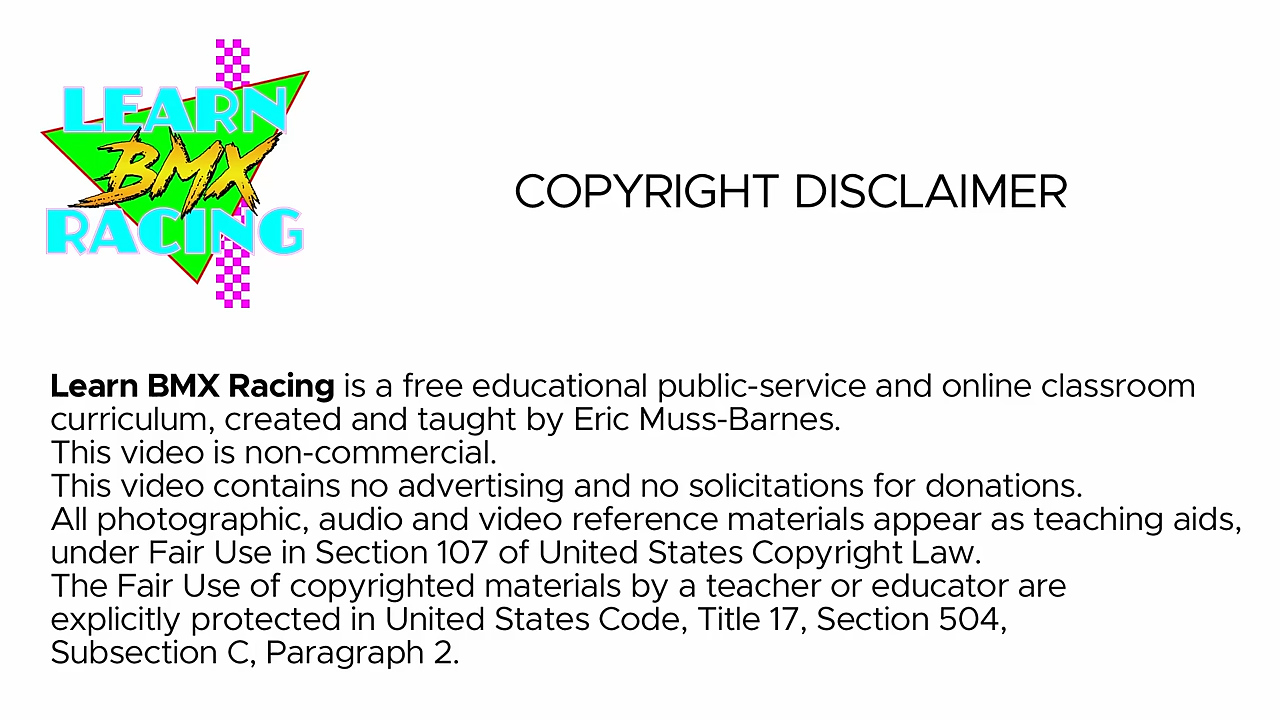 LEARN
BMX
RACING
COPYRIGHT DISCLAIMER
Learn BMX Racing is a free educational public-service and online classroom
curriculum, created and taught by Eric Muss-Barnes.
This video is non-commercial.
This video contains no advertising and no solicitations for donations.
All photographic, audio and video reference materials appear as teaching aids,
under Fair Use in Section 107 of United States Copyright Law.
The Fair Use of copyrighted materials by a teacher or educator are
explicitly protected in United States Code, Title 17, Section 504,
Subsection C, Paragraph 2.